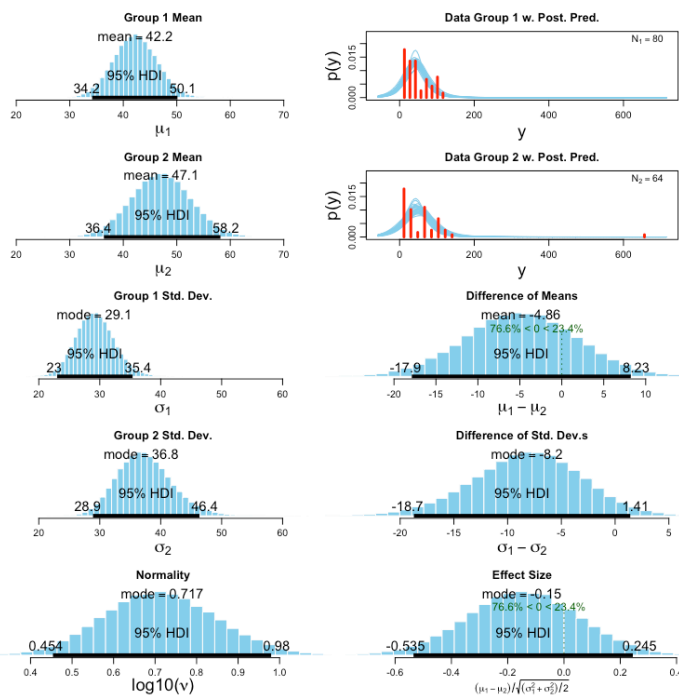 Group 1 Mean
mean = 42.2
95% HDI
34.2 50.1
20 30 40 50 60 70
μ1
Data Group 1 w. Post. Pred.
N1 = 80
p(y)
0.000 0.015
0 200 400 600
y
Group 2 Mean
mean = 47.1
95% HDI
36.4 58.2
20 30 40 50 60 70
μ2
Data Group 2 w. Post. Pred.
N2 = 64
p(y)
0.000 0.015
0 200 400 600
y
Group 1 Std. Dev.
mode = 29.1
95% HDI
23 35.4
20 30 40 50 60
σ1
Difference of Means
mean = -4.86
76.6% < 0 < 23.4%
95% HDI
-17.9 8.23
-20 -15 -10 -5 0 5 10
μ1 − μ2
Group 2 Std. Dev.
mode = 36.8
95% HDI
28.9 46.4
20 30 40 50 60
σ2
Difference of Std. Dev.s
mode = -8.2
95% HDI
-18.7 1.41
-20 -15 -10 -5 0 5
σ1 − σ2
Normality
mode = 0.717
95% HDI
0.454 0.98
0.4 0.6 0.8 1.0
log10(ν)
Effect Size
mode = -0.15
76.6% < 0 < 23.4%
95% HDI
-0.535 0.245
-0.6 -0.4 -0.2 0.0 0.2 0.4
(μ1 − μ2)/√(σ1² + σ2²)/2